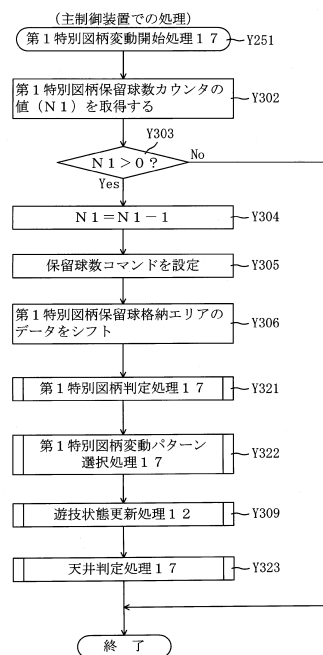 (主制御装置での処理)
第1特別図柄変動開始処理17
Y251
第1特別図柄保留球数カウンタの
値(N1)を取得する
Y302
Y303
N1>0?
No
Yes
N1=N1-1
Y304
保留球数コマンドを設定
Y305
第1特別図柄保留球格納エリアの
データをシフト
Y306
第1特別図柄判定処理17
Y321
第1特別図柄変動パターン
選択処理17
Y322
遊技状態更新処理12
Y309
天井判定処理17
Y323
終 了